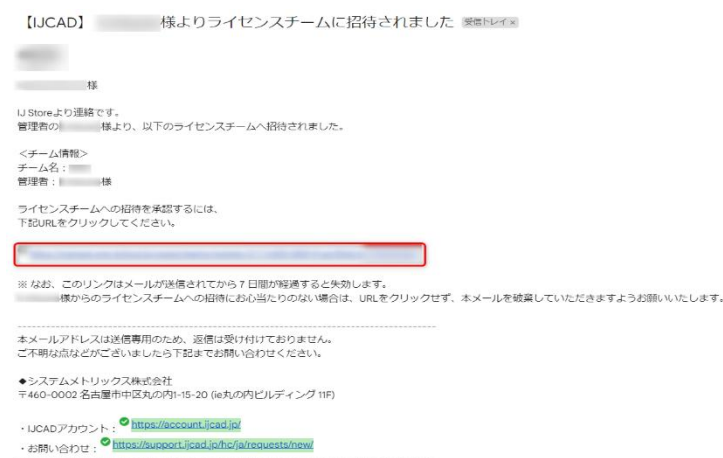 【IJCAD】 様よりライセンスチームに招待されました 受信トレイ ×
様
IJ Storeより連絡です。
管理者の 様より、以下のライセンスチームへ招待されました。
<チーム情報>
チーム名：
管理者： 様
ライセンスチームへの招待を承認するには、
下記URLをクリックしてください。
※ なお、このリンクはメールが送信されてから7日間が経過すると失効します。
様からのライセンスチームへの招待にお心当たりのない場合は、URLをクリックせず、本メールを破棄していただきますようお願いいたします。
本メールアドレスは送信専用のため、返信は受け付けておりません。
ご不明な点などがございましたら下記までお問い合わせください。
◆システムメトリックス株式会社
〒460-0002 名古屋市中区丸の内1-15-20 (ie丸の内ビルディング 11F)
・IJCADアカウント： https://account.ijcad.jp/
・お問い合わせ： https://support.ijcad.jp/hc/ja/requests/new/